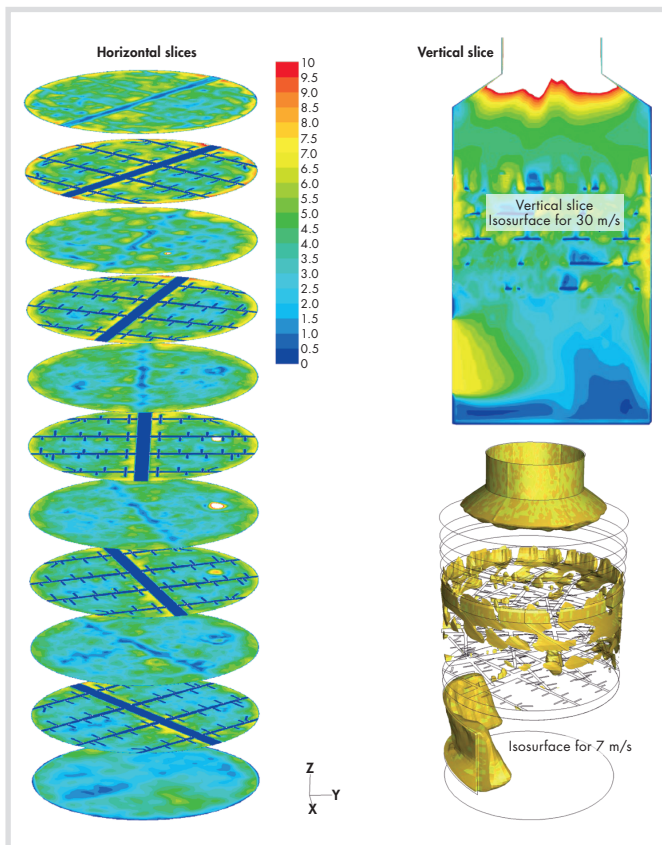 Horizontal slices
Vertical slice
10
9.5
9.0
8.5
8.0
7.5
7.0
6.5
6.0
5.5
5.0
4.5
4.0
3.5
3.0
2.5
2.0
1.5
1.0
0.5
0
Vertical slice
Isosurface for 30 m/s
Isosurface for 7 m/s
Z
Y
X